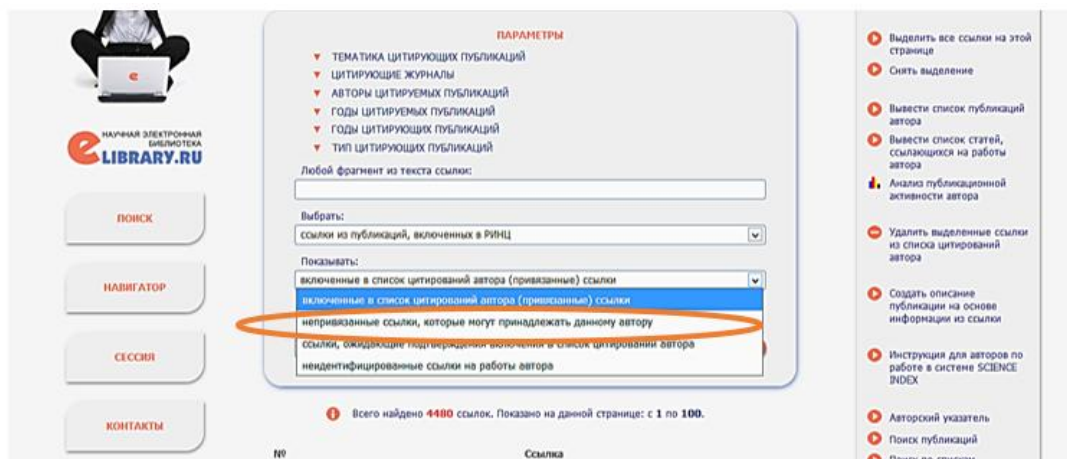 НАУЧНАЯ ЭЛЕКТРОННАЯ
БИБЛИОТЕКА
eLIBRARY.RU
ПОИСК
НАВИГАТОР
СЕССИЯ
КОНТАКТЫ
ПАРАМЕТРЫ
ТЕМАТИКА ЦИТИРУЮЩИХ ПУБЛИКАЦИЙ
ЦИТИРУЮЩИЕ ЖУРНАЛЫ
АВТОРЫ ЦИТИРУЕМЫХ ПУБЛИКАЦИЙ
ГОДЫ ЦИТИРУЕМЫХ ПУБЛИКАЦИЙ
ГОДЫ ЦИТИРУЮЩИХ ПУБЛИКАЦИЙ
ТИП ЦИТИРУЮЩИХ ПУБЛИКАЦИЙ
Любой фрагмент из текста ссылки:
Выбрать:
ссылки из публикаций, включенных в РИНЦ
Показывать:
включенные в список цитирований автора (привязанные) ссылки
включенные в список цитирований автора (привязанные) ссылки
непривязанные ссылки, которые могут принадлежать данному автору
ссылки, ожидающие подтверждения включения в список цитирований автора
неидентифицированные ссылки на работы автора
Всего найдено 4480 ссылок. Показано на данной странице: с 1 по 100.
№ Ссылка
Выделить все ссылки на этой
странице
Снять выделение
Вывести список публикаций
автора
Вывести список статей,
ссылающихся на работы
автора
Анализ публикационной
активности автора
Удалить выделенные ссылки
из списка цитирований
автора
Создать описание
публикации на основе
информации из ссылки
Инструкция для авторов по
работе в системе SCIENCE
INDEX
Авторский указатель
Поиск публикаций